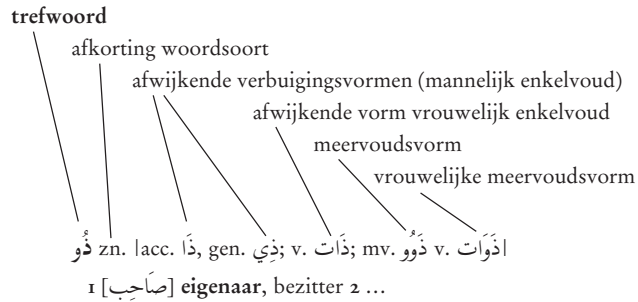 trefwoord
afkorting woordsoort
afwijkende verbuigingsvormen (mannelijk enkelvoud)
afwijkende vorm vrouwelijk enkelvoud
meervoudsvorm
vrouwelijke meervoudsvorm
ذُو zn. |acc. ذَا, gen. ذِي; v. ذَات; mv. ذَوُو v. ذَوَات|
1 [صَاحِب] eigenaar, bezitter 2 ...